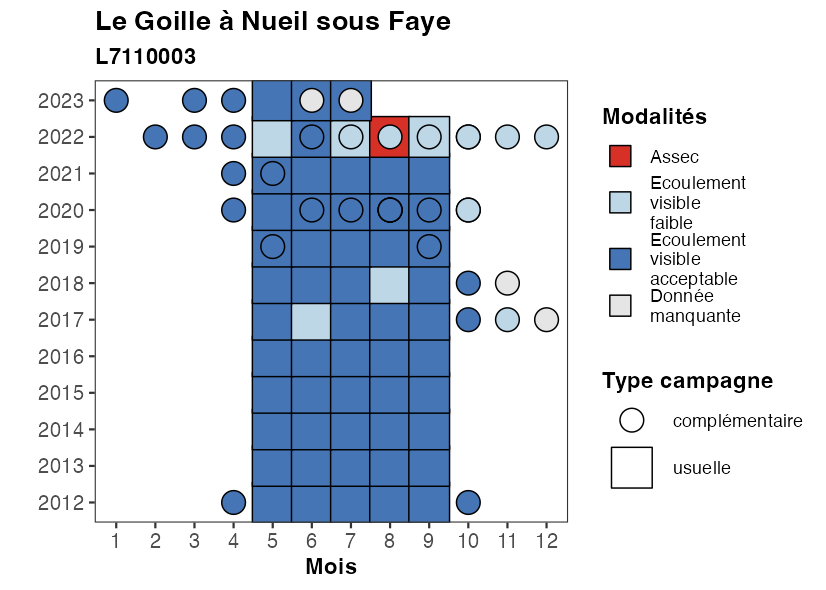 Le Goille à Nueil sous Faye
L7110003
2023
2022
2021
2020
2019
2018
2017
2016
2015
2014
2013
2012
1 2 3 4 5 6 7 8 9 10 11 12
Mois
Modalités
Assec
Ecoulement
visible
faible
Ecoulement
visible
acceptable
Donnée
manquante
Type campagne
complémentaire
usuelle